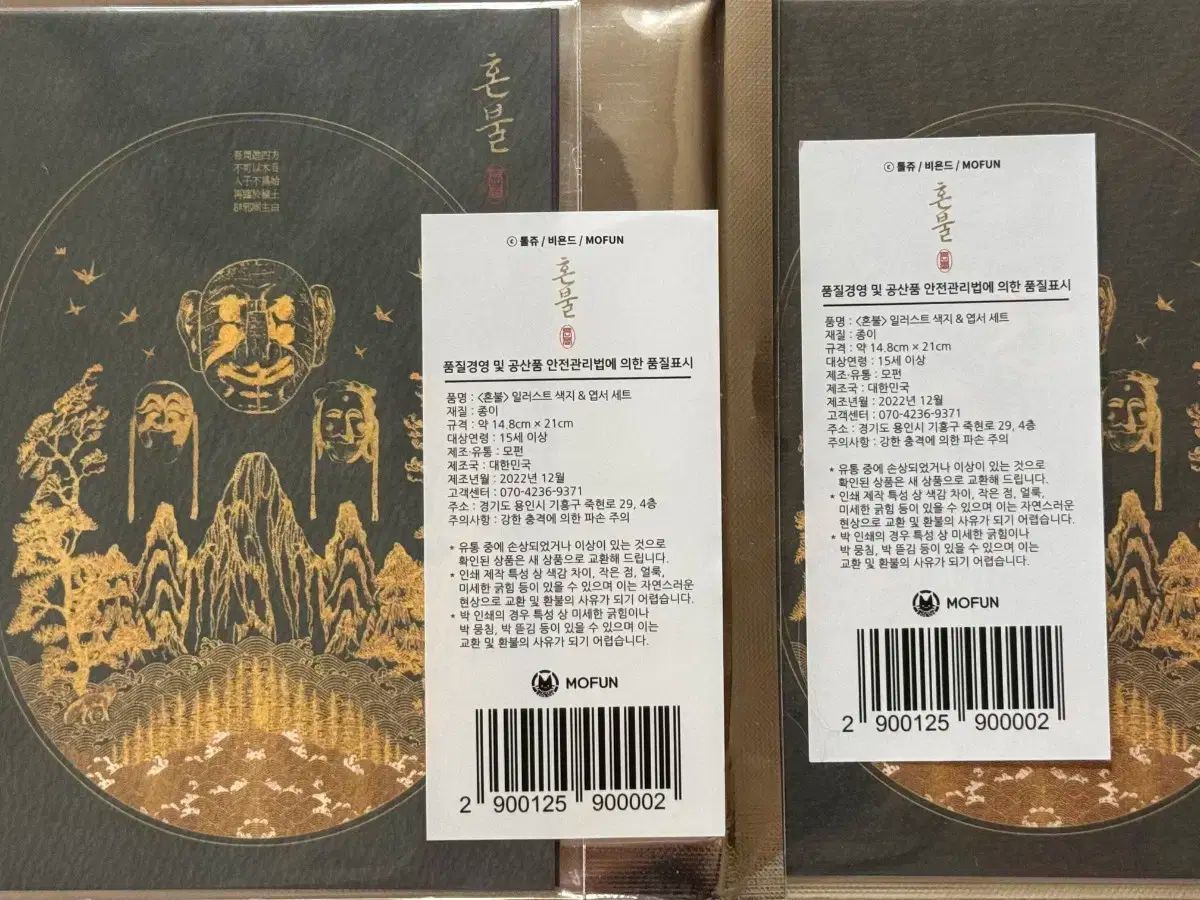 혼불
ⓒ 톨쥬 / 비욘드 / MOFUN
혼불
품질경영 및 공산품 안전관리법에 의한 품질표시
품명 : <혼불> 일러스트 색지 & 엽서 세트
재질 : 종이
규격 : 약 14.8cm × 21cm
대상연령 : 15세 이상
제조·유통 : 모펀
제조국 : 대한민국
제조년월 : 2022년 12월
고객센터 : 070-4236-9371
주소 : 경기도 용인시 기흥구 죽현로 29, 4층
주의사항 : 강한 충격에 의한 파손 주의
* 유통 중에 손상되었거나 이상이 있는 것으로
확인된 상품은 새 상품으로 교환해 드립니다.
* 인쇄 제작 특성 상 색감 차이, 작은 점, 얼룩,
미세한 긁힘 등이 있을 수 있으며 이는 자연스러운
현상으로 교환 및 환불의 사유가 되기 어렵습니다.
* 박 인쇄의 경우 특성 상 미세한 긁힘이나
박 뭉침, 박 뜯김 등이 있을 수 있으며 이는
교환 및 환불의 사유가 되기 어렵습니다.
MOFUN
2 900125 900002
ⓒ 톨쥬 / 비욘드 / MOFUN
혼불
품질경영 및 공산품 안전관리법에 의한 품질표시
품명 : <혼불> 일러스트 색지 & 엽서 세트
재질 : 종이
규격 : 약 14.8cm × 21cm
대상연령 : 15세 이상
제조·유통 : 모펀
제조국 : 대한민국
제조년월 : 2022년 12월
고객센터 : 070-4236-9371
주소 : 경기도 용인시 기흥구 죽현로 29, 4층
주의사항 : 강한 충격에 의한 파손 주의
* 유통 중에 손상되었거나 이상이 있는 것으로
확인된 상품은 새 상품으로 교환해 드립니다.
* 인쇄 제작 특성 상 색감 차이, 작은 점, 얼룩,
미세한 긁힘 등이 있을 수 있으며 이는 자연스러운
현상으로 교환 및 환불의 사유가 되기 어렵습니다.
* 박 인쇄의 경우 특성 상 미세한 긁힘이나
박 뭉침, 박 뜯김 등이 있을 수 있으며 이는
교환 및 환불의 사유가 되기 어렵습니다.
MOFUN
2 900125 900002